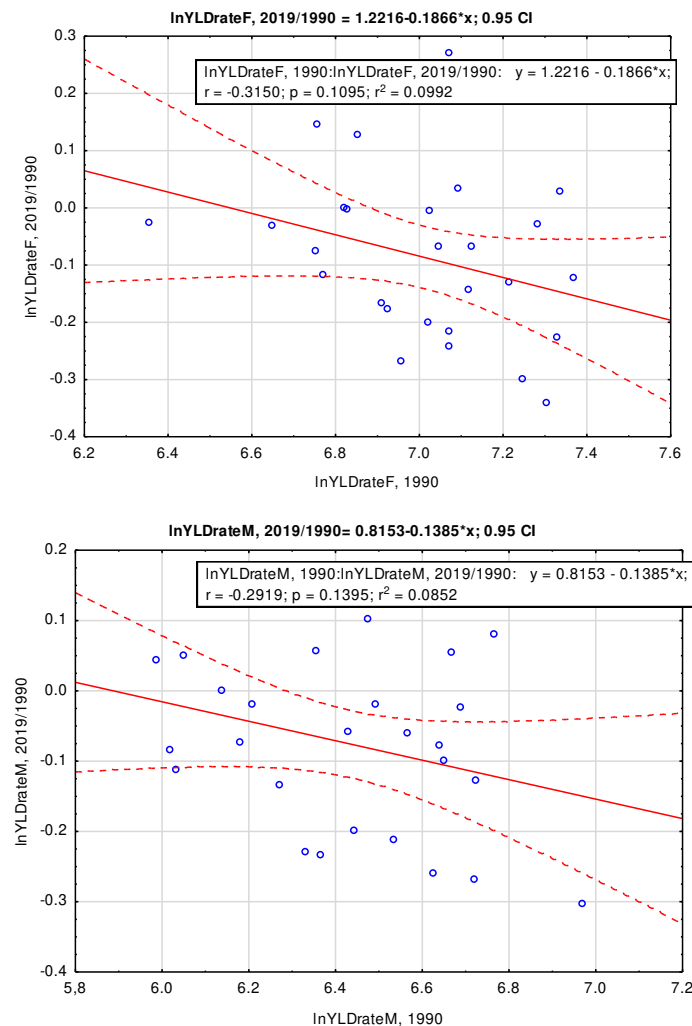 lnYLDrateF, 2019/1990 = 1.2216-0.1866*x; 0.95 CI
lnYLDrateF, 1990:lnYLDrateF, 2019/1990: y = 1.2216 - 0.1866*x;
r = -0.3150; p = 0.1095; r² = 0.0992
0.3
0.2
0.1
0.0
-0.1
-0.2
-0.3
-0.4
lnYLDrateF, 2019/1990
6.2 6.4 6.6 6.8 7.0 7.2 7.4 7.6
lnYLDrateF, 1990
lnYLDrateM, 2019/1990= 0.8153-0.1385*x; 0.95 CI
lnYLDrateM, 1990:lnYLDrateM, 2019/1990: y = 0.8153 - 0.1385*x;
r = -0.2919; p = 0.1395; r² = 0.0852
0.2
0.1
0.0
-0.1
-0.2
-0.3
-0.4
lnYLDrateM, 2019/1990
5,8 6.0 6.2 6.4 6.6 6.8 7.0 7.2
lnYLDrateM, 1990